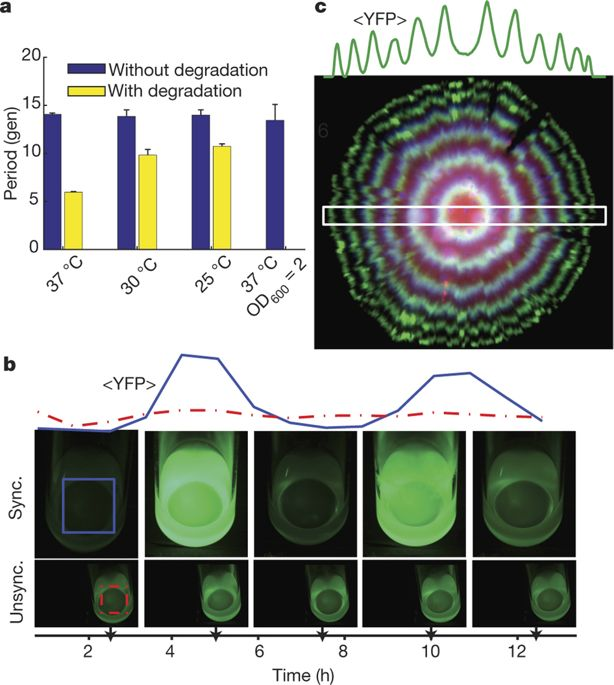 a
Without degradation
With degradation
Period (gen)
20
15
10
5
0
37 °C
30 °C
25 °C
37 °C
OD600 = 2
c
<YFP>
6
b
<YFP>
Sync.
Unsync.
2
4
6
8
10
12
Time (h)